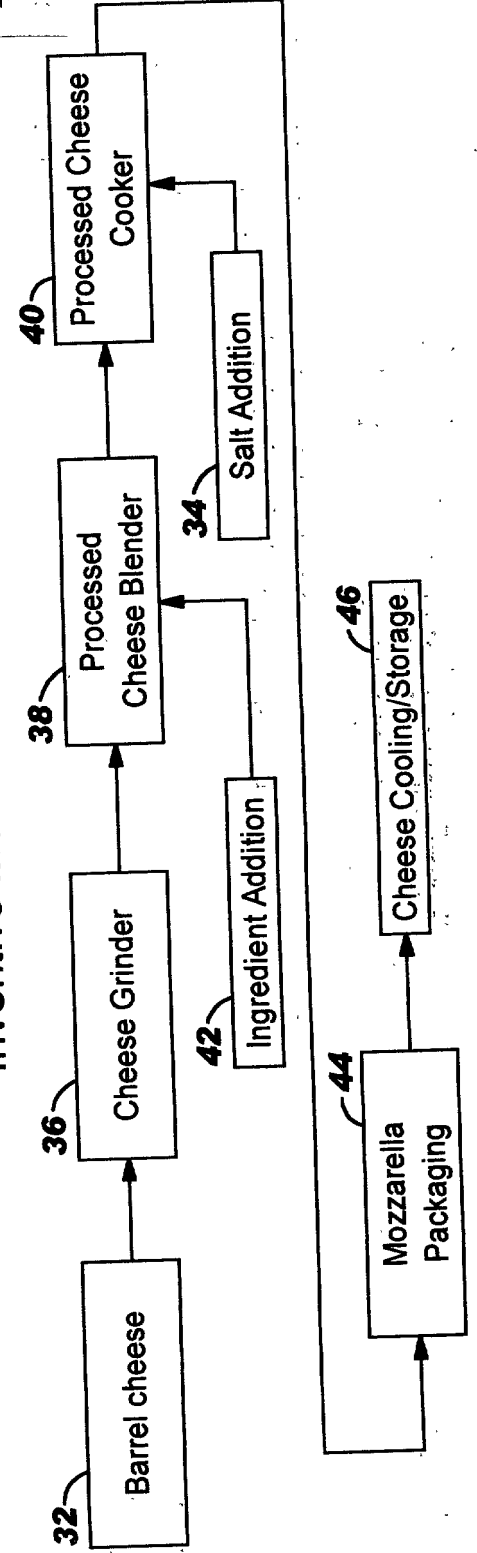 32
Barrel cheese
36
Cheese Grinder
38
Processed
Cheese Blender
40
Processed Cheese
Cooker
42
Ingredient Addition
34
Salt Addition
44
Mozzarella
Packaging
46
Cheese Cooling/Storage